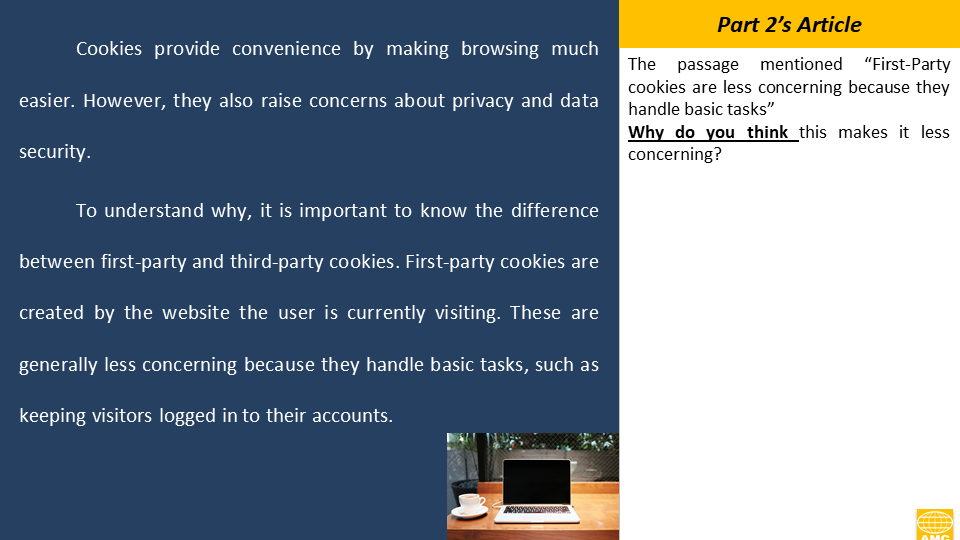 Cookies provide convenience by making browsing much
easier. However, they also raise concerns about privacy and data
security.
To understand why, it is important to know the difference
between first-party and third-party cookies. First-party cookies are
created by the website the user is currently visiting. These are
generally less concerning because they handle basic tasks, such as
keeping visitors logged in to their accounts.
Part 2’s Article
The passage mentioned “First-Party
cookies are less concerning because they
handle basic tasks”
Why do you think this makes it less
concerning?
AMG